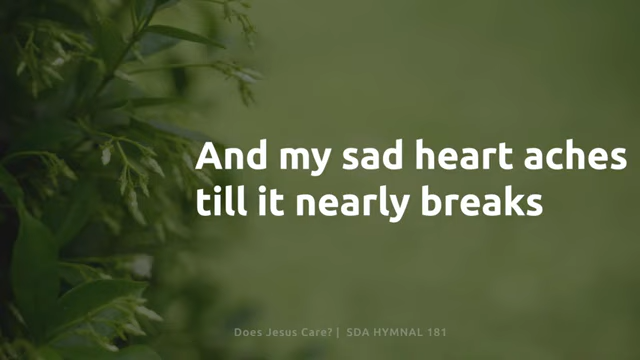 And my sad heart aches
till it nearly breaks
Does Jesus Care? | SDA HYMNAL 181